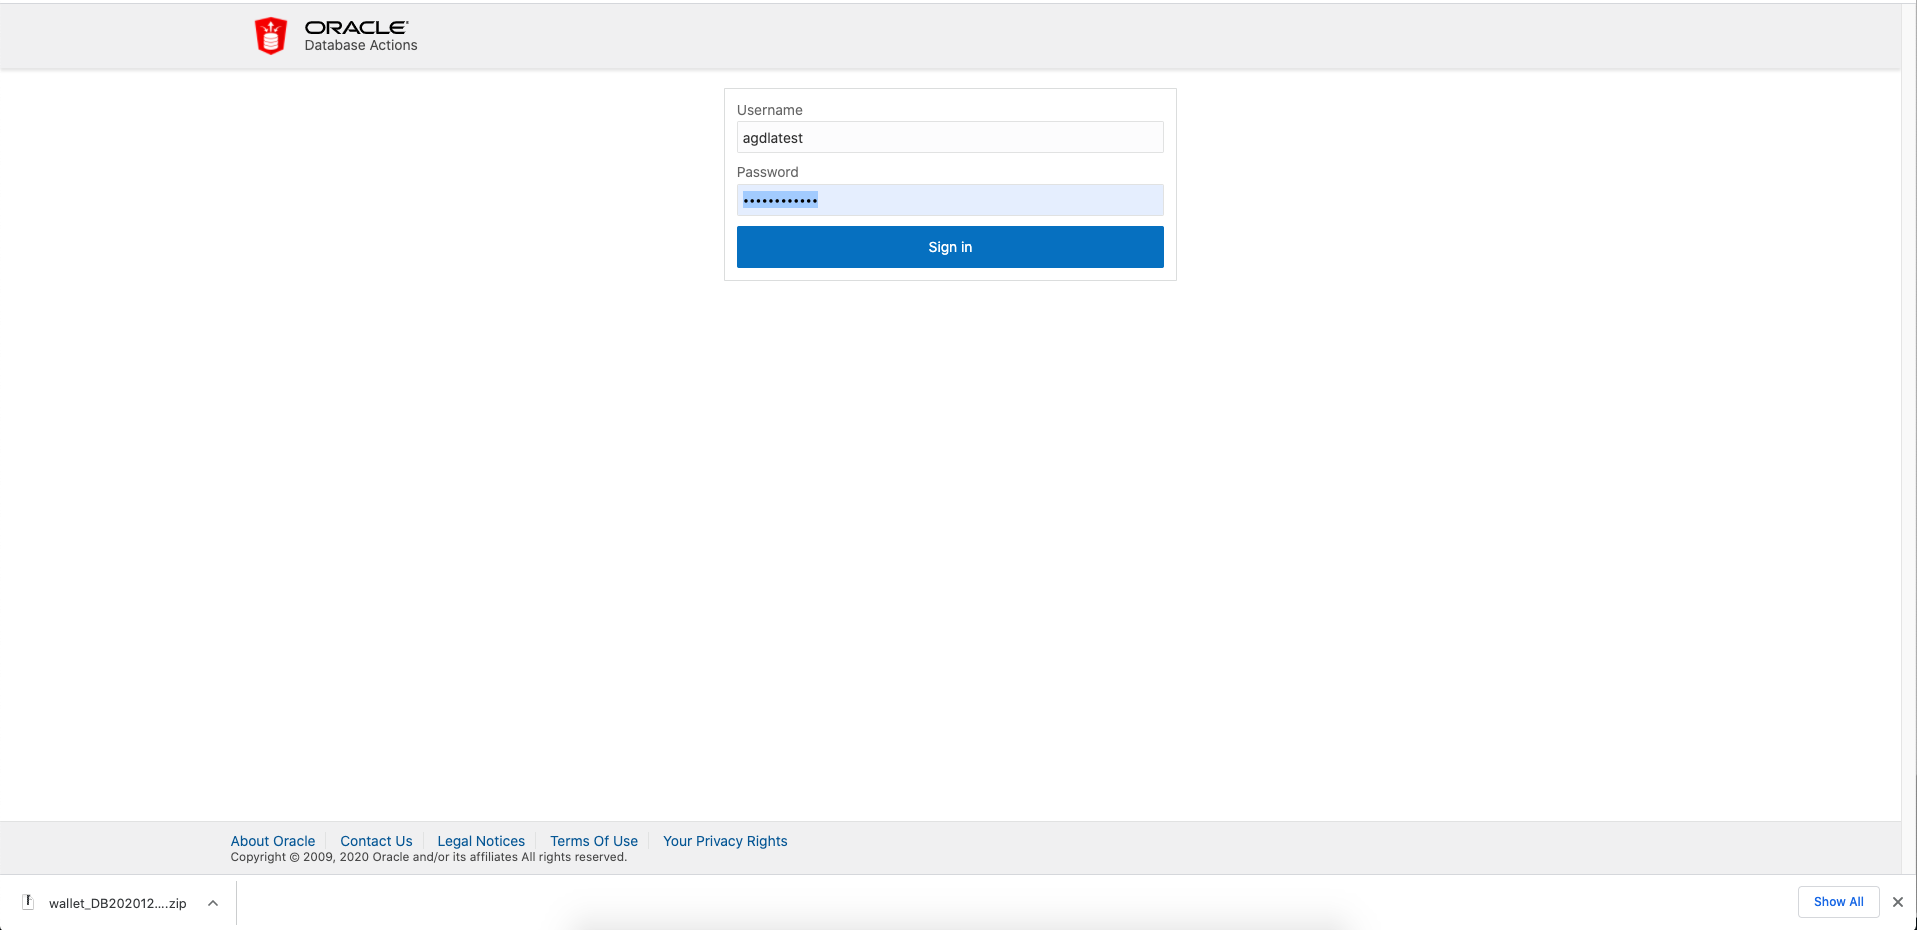 ORACLE
Database Actions
Username
agdlatest
Password
••••••••••••
Sign in
About Oracle
Contact Us
Legal Notices
Terms Of Use
Your Privacy Rights
Copyright © 2009, 2020 Oracle and/or its affiliates All rights reserved.
wallet_DB202012....zip
Show All